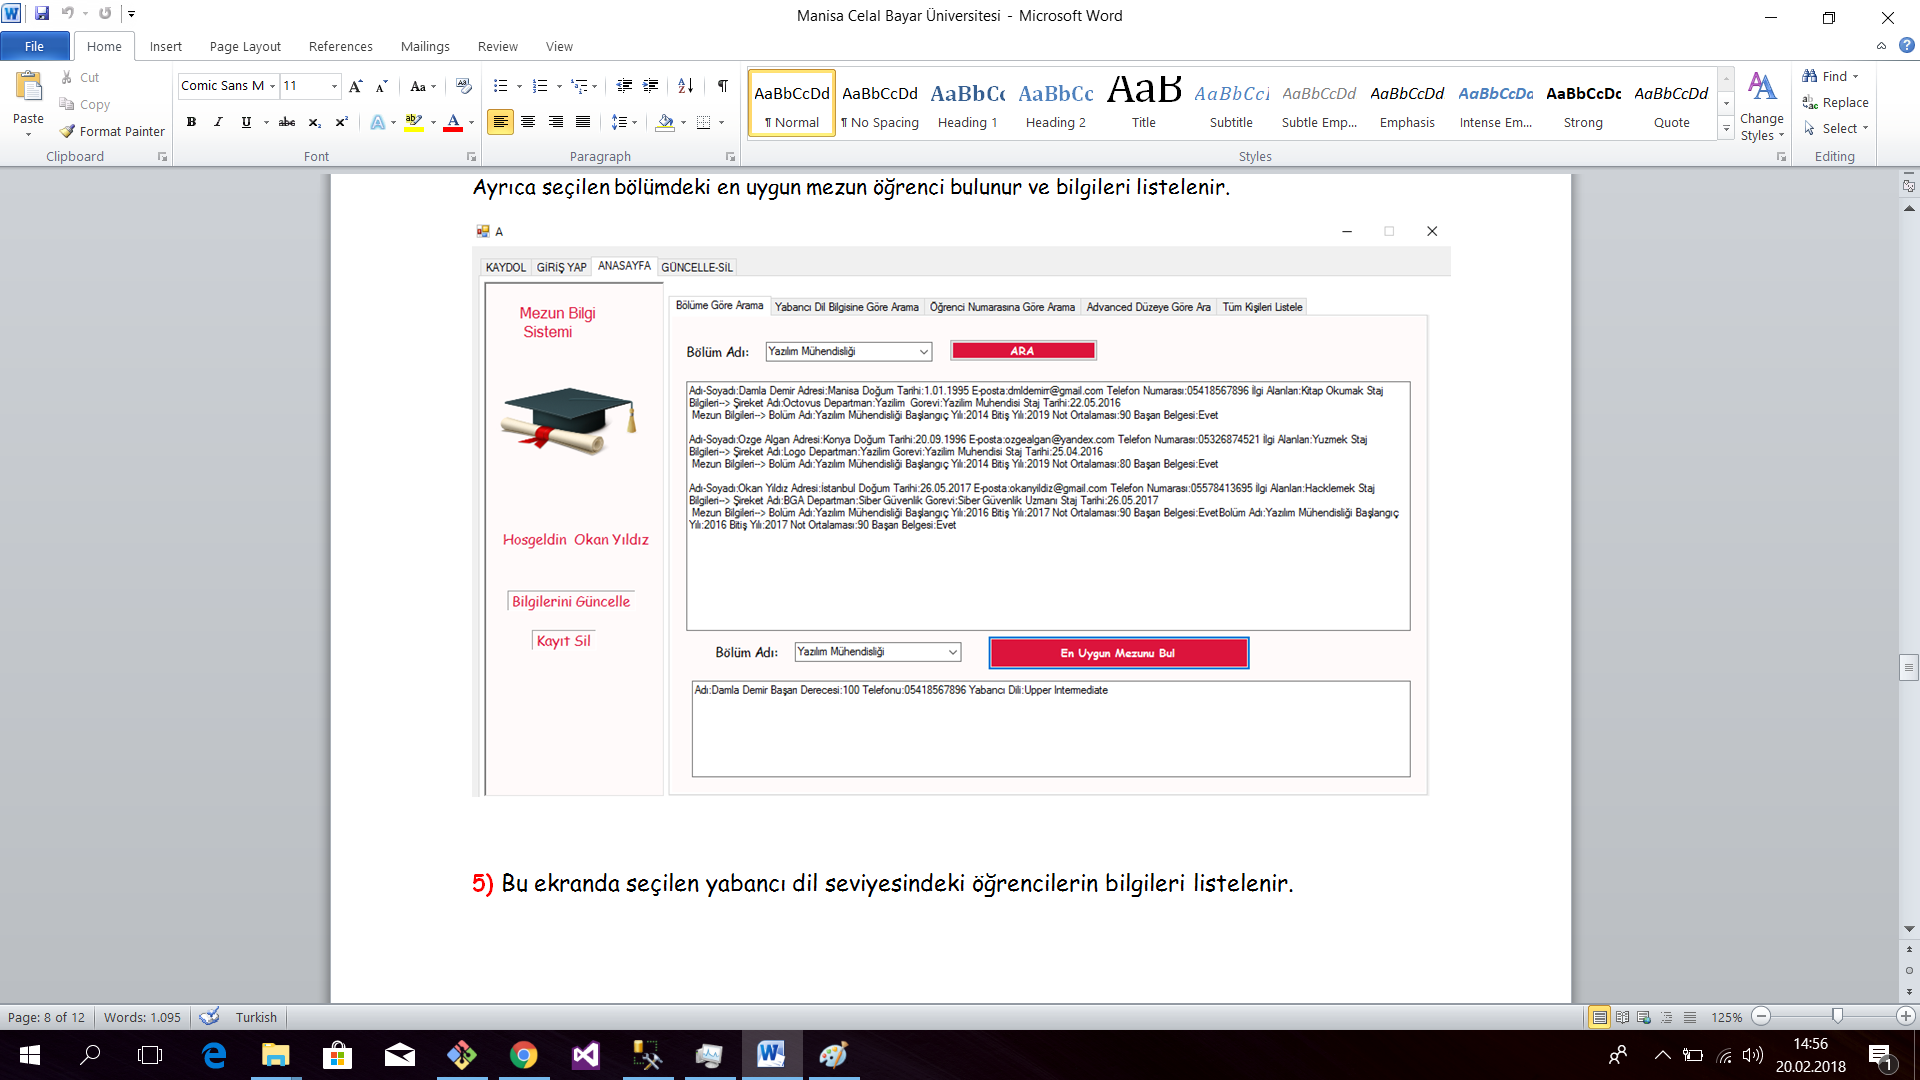 Manisa Celal Bayar Üniversitesi - Microsoft Word
File Home Insert Page Layout References Mailings Review View
Paste
Cut
Copy
Format Painter
Clipboard
Comic Sans M 11
Font
Paragraph
AaBbCcDd AaBbCcDd AaBbCc AaBbCc AaB AaBbCcI AaBbCcDd AaBbCcDd AaBbCcDd AaBbCcDc AaBbCcDd
¶ Normal ¶ No Spacing Heading 1 Heading 2 Title Subtitle Subtle Emp... Emphasis Intense Em... Strong Quote
Styles
Change Styles
Find
Replace
Select
Editing
Ayrıca seçilen bölümdeki en uygun mezun öğrenci bulunur ve bilgileri listelenir.
A
KAYDOL GİRİŞ YAP ANASAYFA GÜNCELLE-SİL
Mezun Bilgi
Sistemi
Hosgeldin Okan Yıldız
Bilgilerini Güncelle
Kayıt Sil
Bölüme Göre Arama Yabancı Dil Bilgisine Göre Arama Öğrenci Numarasına Göre Arama Advanced Düzeye Göre Ara Tüm Kişileri Listele
Bölüm Adı: Yazılım Mühendisliği ARA
Adı-Soyadı:Damla Demir Adresi:Manisa Doğum Tarihi:1.01.1995 E-posta:dmldemirr@gmail.com Telefon Numarası:05418567896 İlgi Alanları:Kitap Okumak Staj
Bilgileri--> Şireket Adı:Octovus Departman:Yazilim Gorevi:Yazilim Muhendisi Staj Tarihi:22.05.2016
Mezun Bilgileri--> Bolüm Adı:Yazılım Mühendisliği Başlangıç Yılı:2014 Bitiş Yılı:2019 Not Ortalaması:90 Başarı Belgesi:Evet
Adı-Soyadı:Ozge Algan Adresi:Konya Doğum Tarihi:20.09.1996 E-posta:ozgealgan@yandex.com Telefon Numarası:05326874521 İlgi Alanları:Yuzmek Staj
Bilgileri--> Şireket Adı:Logo Departman:Yazilim Gorevi:Yazilim Muhendisi Staj Tarihi:25.04.2016
Mezun Bilgileri--> Bolüm Adı:Yazılım Mühendisliği Başlangıç Yılı:2014 Bitiş Yılı:2019 Not Ortalaması:80 Başarı Belgesi:Evet
Adı-Soyadı:Okan Yıldız Adresi:İstanbul Doğum Tarihi:26.05.2017 E-posta:okanyildiz@gmail.com Telefon Numarası:05578413695 İlgi Alanları:Hacklemek Staj
Bilgileri--> Şireket Adı:BGA Departman:Siber Güvenlik Gorevi:Siber Güvenlik Uzmanı Staj Tarihi:26.05.2017
Mezun Bilgileri--> Bolüm Adı:Yazılım Mühendisliği Başlangıç Yılı:2016 Bitiş Yılı:2017 Not Ortalaması:90 Başarı Belgesi:EvetBolüm Adı:Yazılım Mühendisliği Başlangıç
Yılı:2016 Bitiş Yılı:2017 Not Ortalaması:90 Başarı Belgesi:Evet
Bölüm Adı: Yazılım Mühendisliği En Uygun Mezunu Bul
Adı:Damla Demir Başarı Derecesi:100 Telefonu:05418567896 Yabancı Dili:Upper Intermediate
5) Bu ekranda seçilen yabancı dil seviyesindeki öğrencilerin bilgileri listelenir.
Page: 8 of 12 Words: 1.095 Turkish 125%
14:56
20.02.2018
1